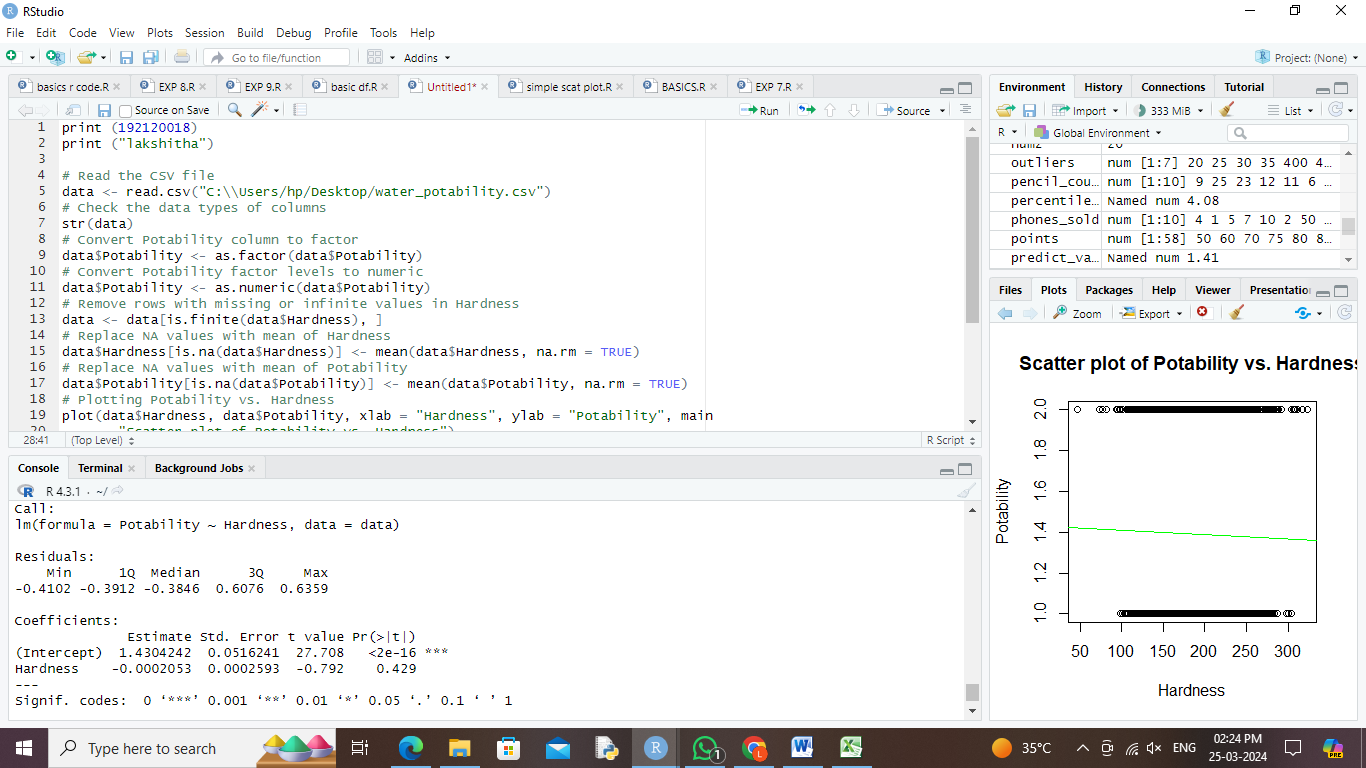 RStudio
File Edit Code View Plots Session Build Debug Profile Tools Help
Go to file/function Addins Project: (None)
basics r code.R EXP 8.R EXP 9.R basic df.R Untitled1* simple scat plot.R BASICS.R EXP 7.R
Source on Save Run Source
1 print (192120018)
2 print ("lakshitha")
3
4 # Read the CSV file
5 data <- read.csv("C:\\Users/hp/Desktop/water_potability.csv")
6 # Check the data types of columns
7 str(data)
8 # Convert Potability column to factor
9 data$Potability <- as.factor(data$Potability)
10 # Convert Potability factor levels to numeric
11 data$Potability <- as.numeric(data$Potability)
12 # Remove rows with missing or infinite values in Hardness
13 data <- data[is.finite(data$Hardness), ]
14 # Replace NA values with mean of Hardness
15 data$Hardness[is.na(data$Hardness)] <- mean(data$Hardness, na.rm = TRUE)
16 # Replace NA values with mean of Potability
17 data$Potability[is.na(data$Potability)] <- mean(data$Potability, na.rm = TRUE)
18 # Plotting Potability vs. Hardness
19 plot(data$Hardness, data$Potability, xlab = "Hardness", ylab = "Potability", main
20 "Scatter plot of Potability vs. Hardness")
28:41 (Top Level) R Script
Console Terminal Background Jobs
R 4.3.1 · ~/
Call:
lm(formula = Potability ~ Hardness, data = data)
Residuals:
Min 1Q Median 3Q Max
-0.4102 -0.3912 -0.3846 0.6076 0.6359
Coefficients:
Estimate Std. Error t value Pr(>|t|)
(Intercept) 1.4304242 0.0516241 27.708 <2e-16 ***
Hardness -0.0002053 0.0002593 -0.792 0.429
---
Signif. codes: 0 ‘***’ 0.001 ‘**’ 0.01 ‘*’ 0.05 ‘.’ 0.1 ‘ ’ 1
Environment History Connections Tutorial
Import 333 MiB List
R Global Environment
outliers num [1:7] 20 25 30 35 400 4...
pencil_cou... num [1:10] 9 25 23 12 11 6 ...
percentile... Named num 4.08
phones_sold num [1:10] 4 1 5 7 10 2 50 ...
points num [1:58] 50 60 70 75 80 8...
predict_va... Named num 1.41
Files Plots Packages Help Viewer Presentatio
Zoom Export
Scatter plot of Potability vs. Hardness
Potability
2.0
1.8
1.6
1.4
1.2
1.0
50 100 150 200 250 300
Hardness
Type here to search
1
L
35°C ENG 02:24 PM
25-03-2024
PRE